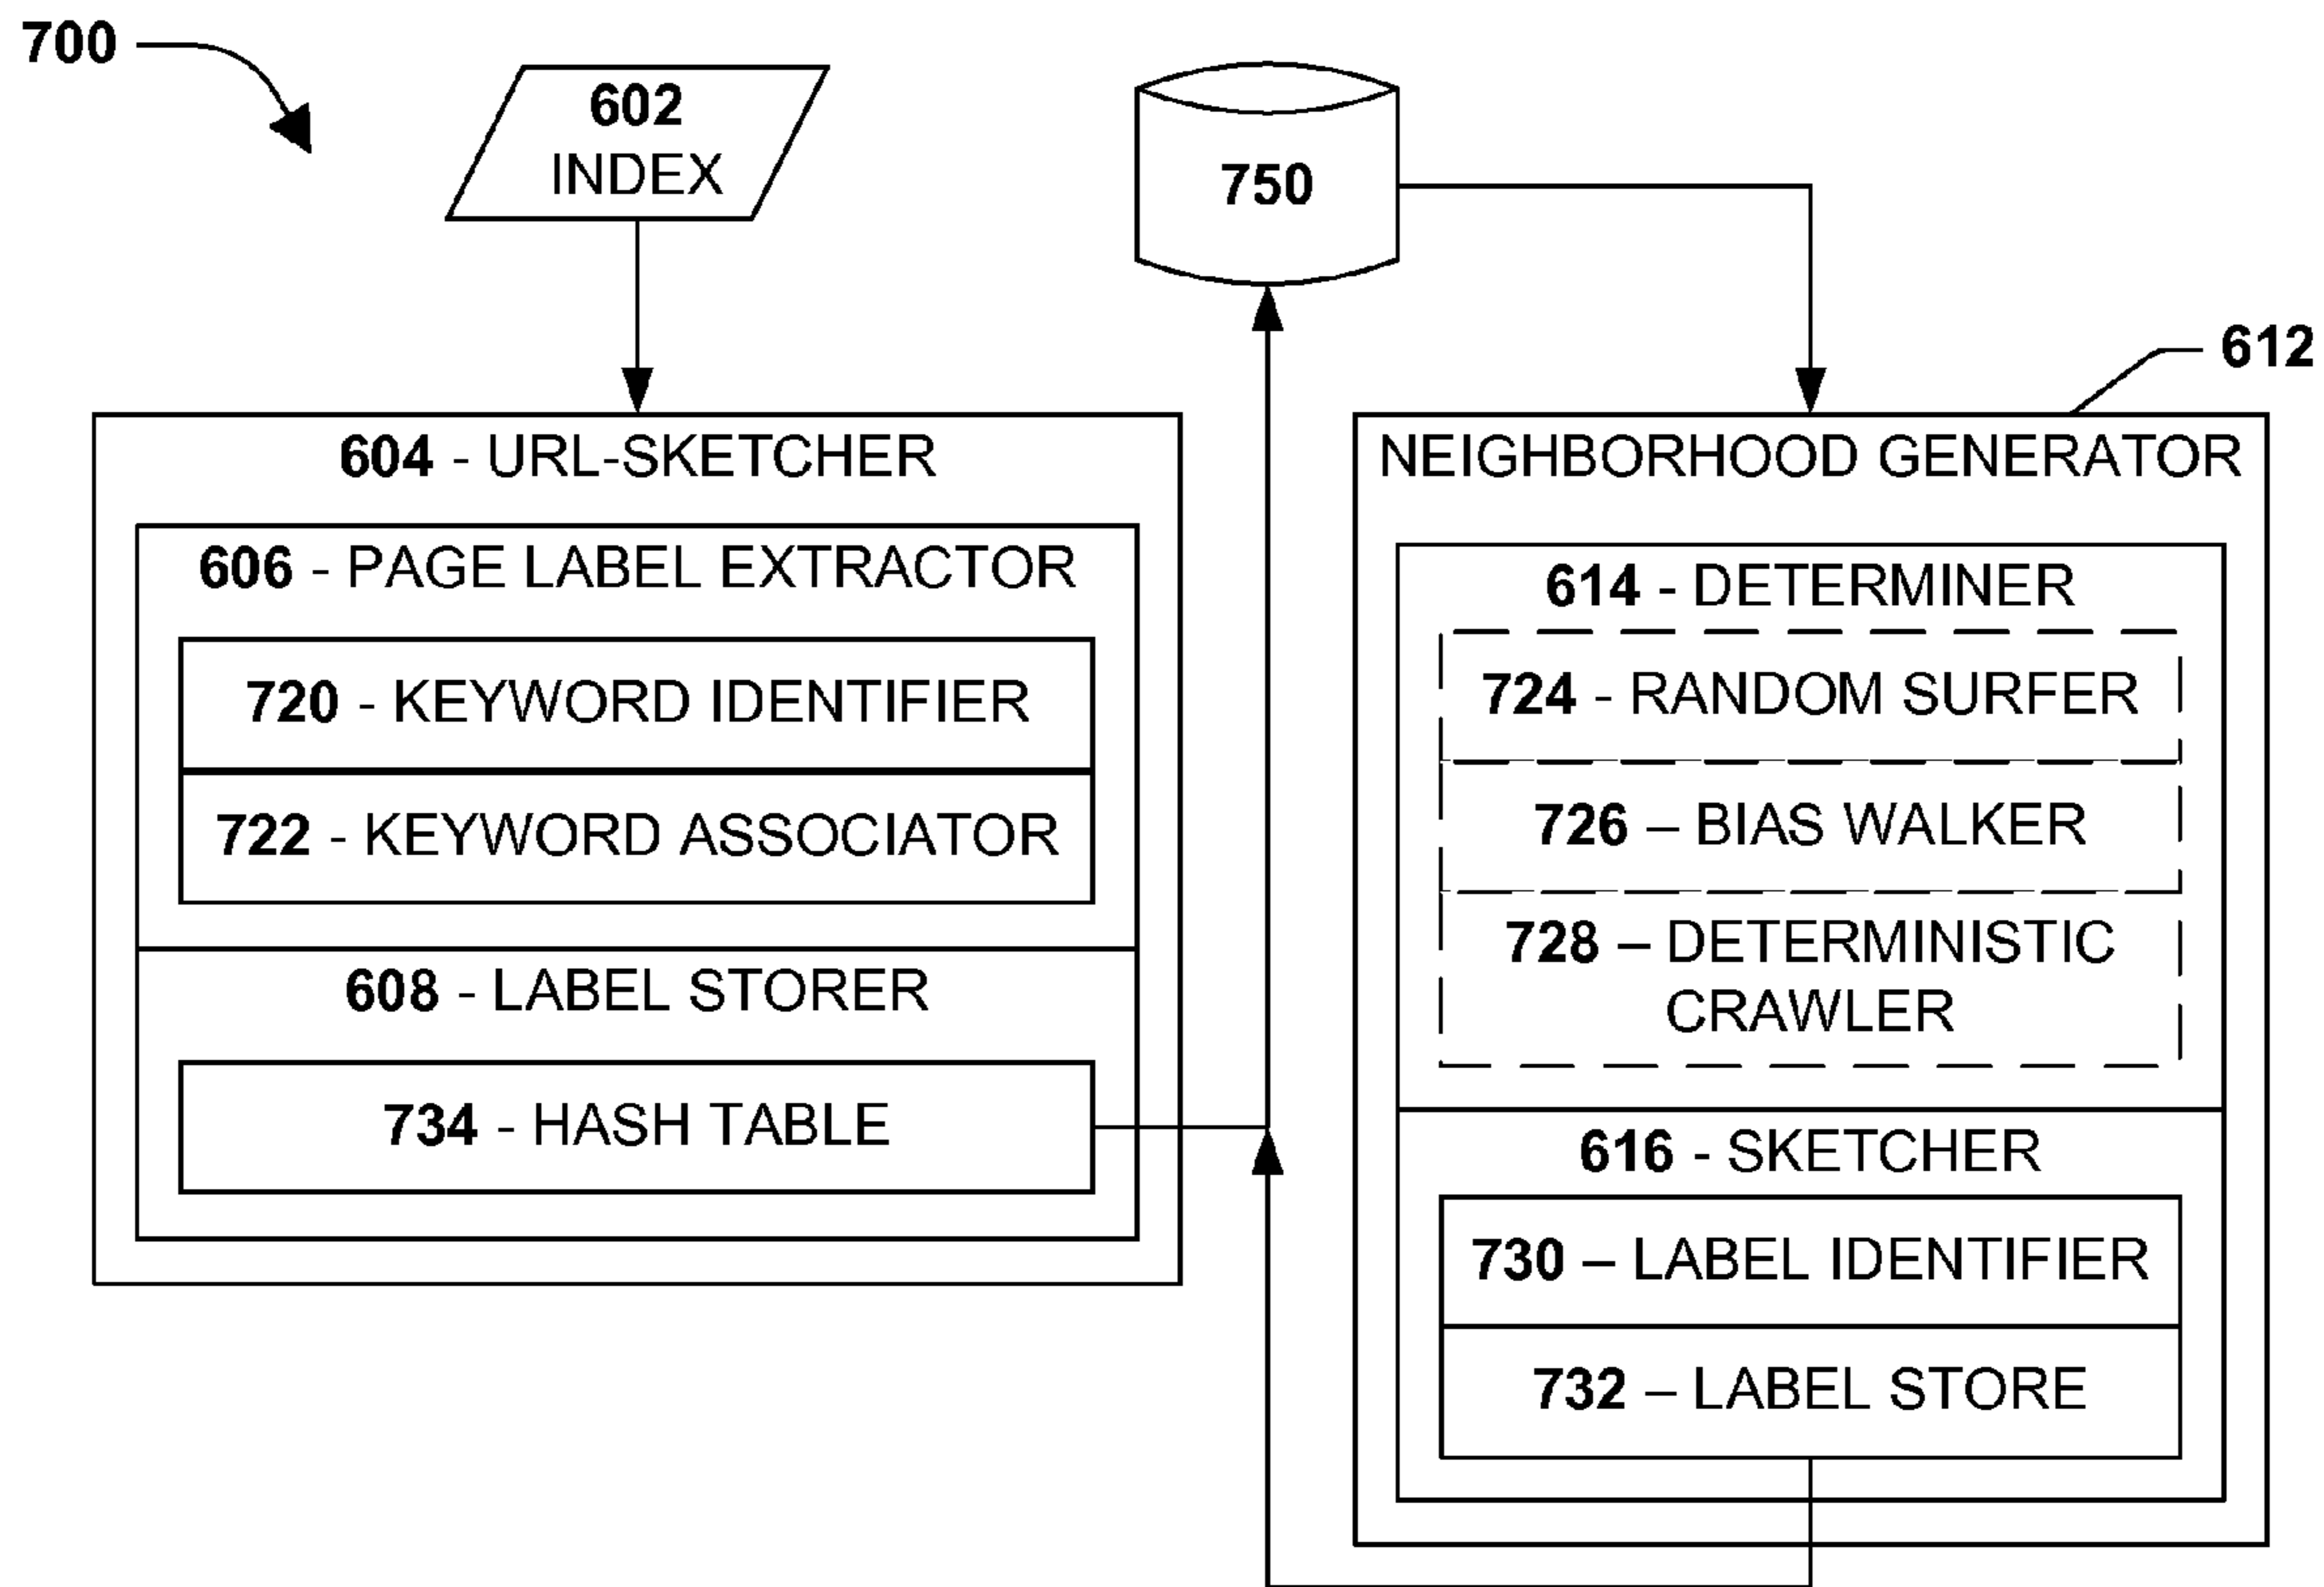 700
602
INDEX
750
612
604 - URL-SKETCHER
606 - PAGE LABEL EXTRACTOR
720 - KEYWORD IDENTIFIER
722 - KEYWORD ASSOCIATOR
608 - LABEL STORER
734 - HASH TABLE
NEIGHBORHOOD GENERATOR
614 - DETERMINER
724 - RANDOM SURFER
726 – BIAS WALKER
728 – DETERMINISTIC
CRAWLER
616 - SKETCHER
730 – LABEL IDENTIFIER
732 – LABEL STORE